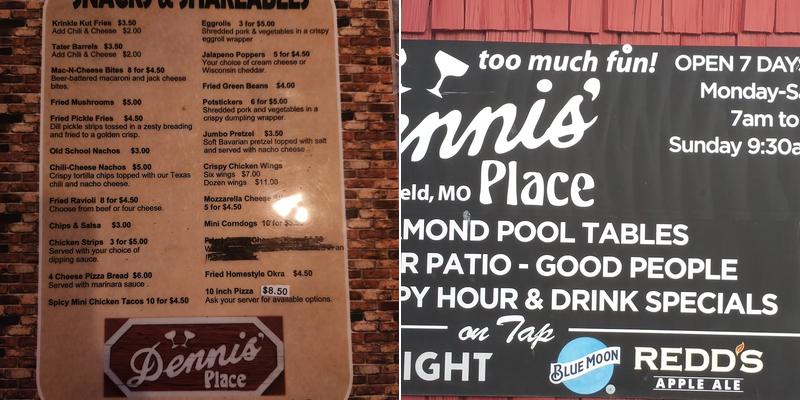 SNACKS & SHAREABLES
Krinkle Kut Fries $3.50
Add Chili & Cheese $2.00
Tater Barrels $3.50
Add Chili & Cheese $2.00
Mac-N-Cheese Bites 8 for $4.50
Beer-battered macaroni and jack cheese
bites.
Fried Mushrooms $5.00
Fried Pickle Fries $4.50
Dill pickle strips tossed in a zesty breading
and fried to a golden crisp.
Old School Nachos $3.00
Chili-Cheese Nachos $5.00
Crispy tortilla chips topped with our Texas
chili and nacho cheese.
Fried Ravioli 8 for $4.50
Choose from beef or four cheese.
Chips & Salsa $3.00
Chicken Strips 3 for $5.00
Served with your choice of
dipping sauce.
4 Cheese Pizza Bread $6.00
Served with marinara sauce .
Spicy Mini Chicken Tacos 10 for $4.50
Eggrolls 3 for $5.00
Shredded pork & vegetables in a crispy
eggroll wrapper
Jalapeno Poppers 5 for $4.50
Your choice of cream cheese or
Wisconsin cheddar.
Fried Green Beans $4.00
Potstickers 6 for $5.00
Shredded pork and vegetables in a
crispy dumpling wrapper.
Jumbo Pretzel $3.50
Soft Bavarian pretzel topped with salt
and served with nacho cheese
Crispy Chicken Wings
Six wings $7.00
Dozen wings $11.00
Mozzarella Cheese
5 for $4.50
Mini Corndogs 10 for
Fried Homestyle Okra $4.50
10 inch Pizza $8.50
Ask your server for available options.
Dennis'
Place
too much fun!
ennis'
eld, MO Place
OPEN 7 DAYS
Monday-Sa
7am to
Sunday 9:30a
MOND POOL TABLES
R PATIO - GOOD PEOPLE
PY HOUR & DRINK SPECIALS
on Tap
IGHT
BLUE MOON
REDD'S
APPLE ALE